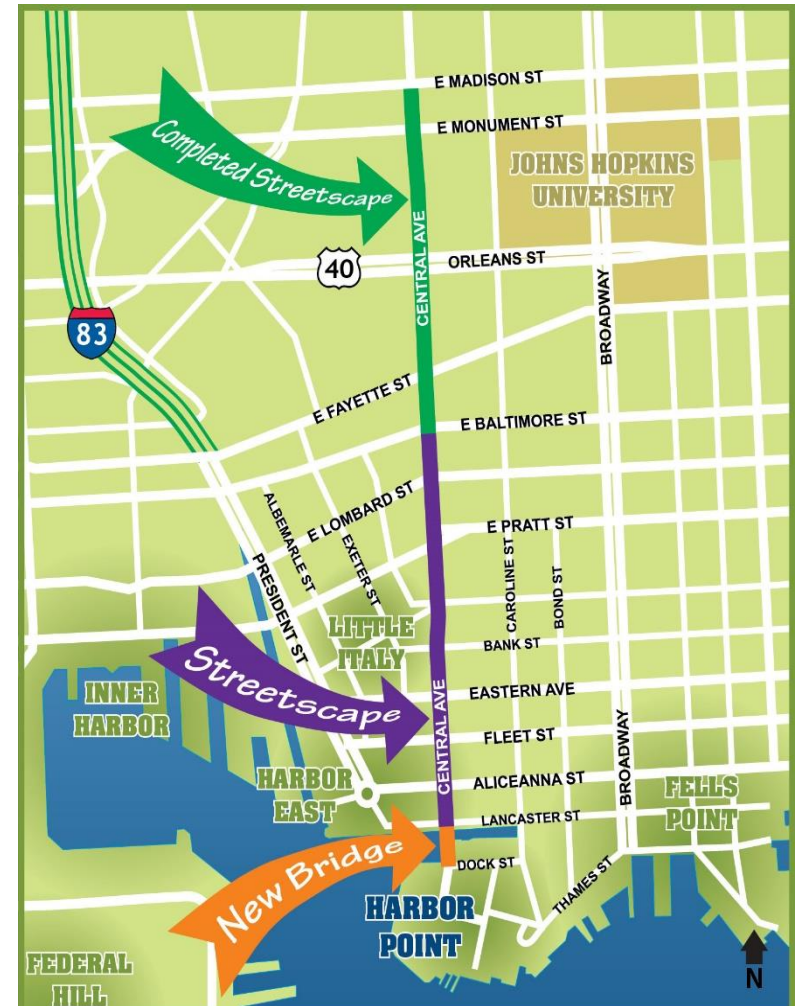 E MADISON ST
E MONUMENT ST
Completed Streetscape
JOHNS HOPKINS
UNIVERSITY
CENTRAL AVE
ORLEANS ST
40
BROADWAY
83
E FAYETTE ST
E BALTIMORE ST
E LOMBARD ST
ALBEMARLE ST
EXETER ST
E PRATT ST
PRESIDENT ST
CAROLINE ST
BOND ST
LITTLE
ITALY
BANK ST
Streetscape
EASTERN AVE
INNER
HARBOR
FLEET ST
CENTRAL AVE
BROADWAY
HARBOR
EAST
ALICEANNA ST
FELLS
POINT
LANCASTER ST
New Bridge
DOCK ST
THAMES ST
HARBOR
POINT
FEDERAL
HILL
N